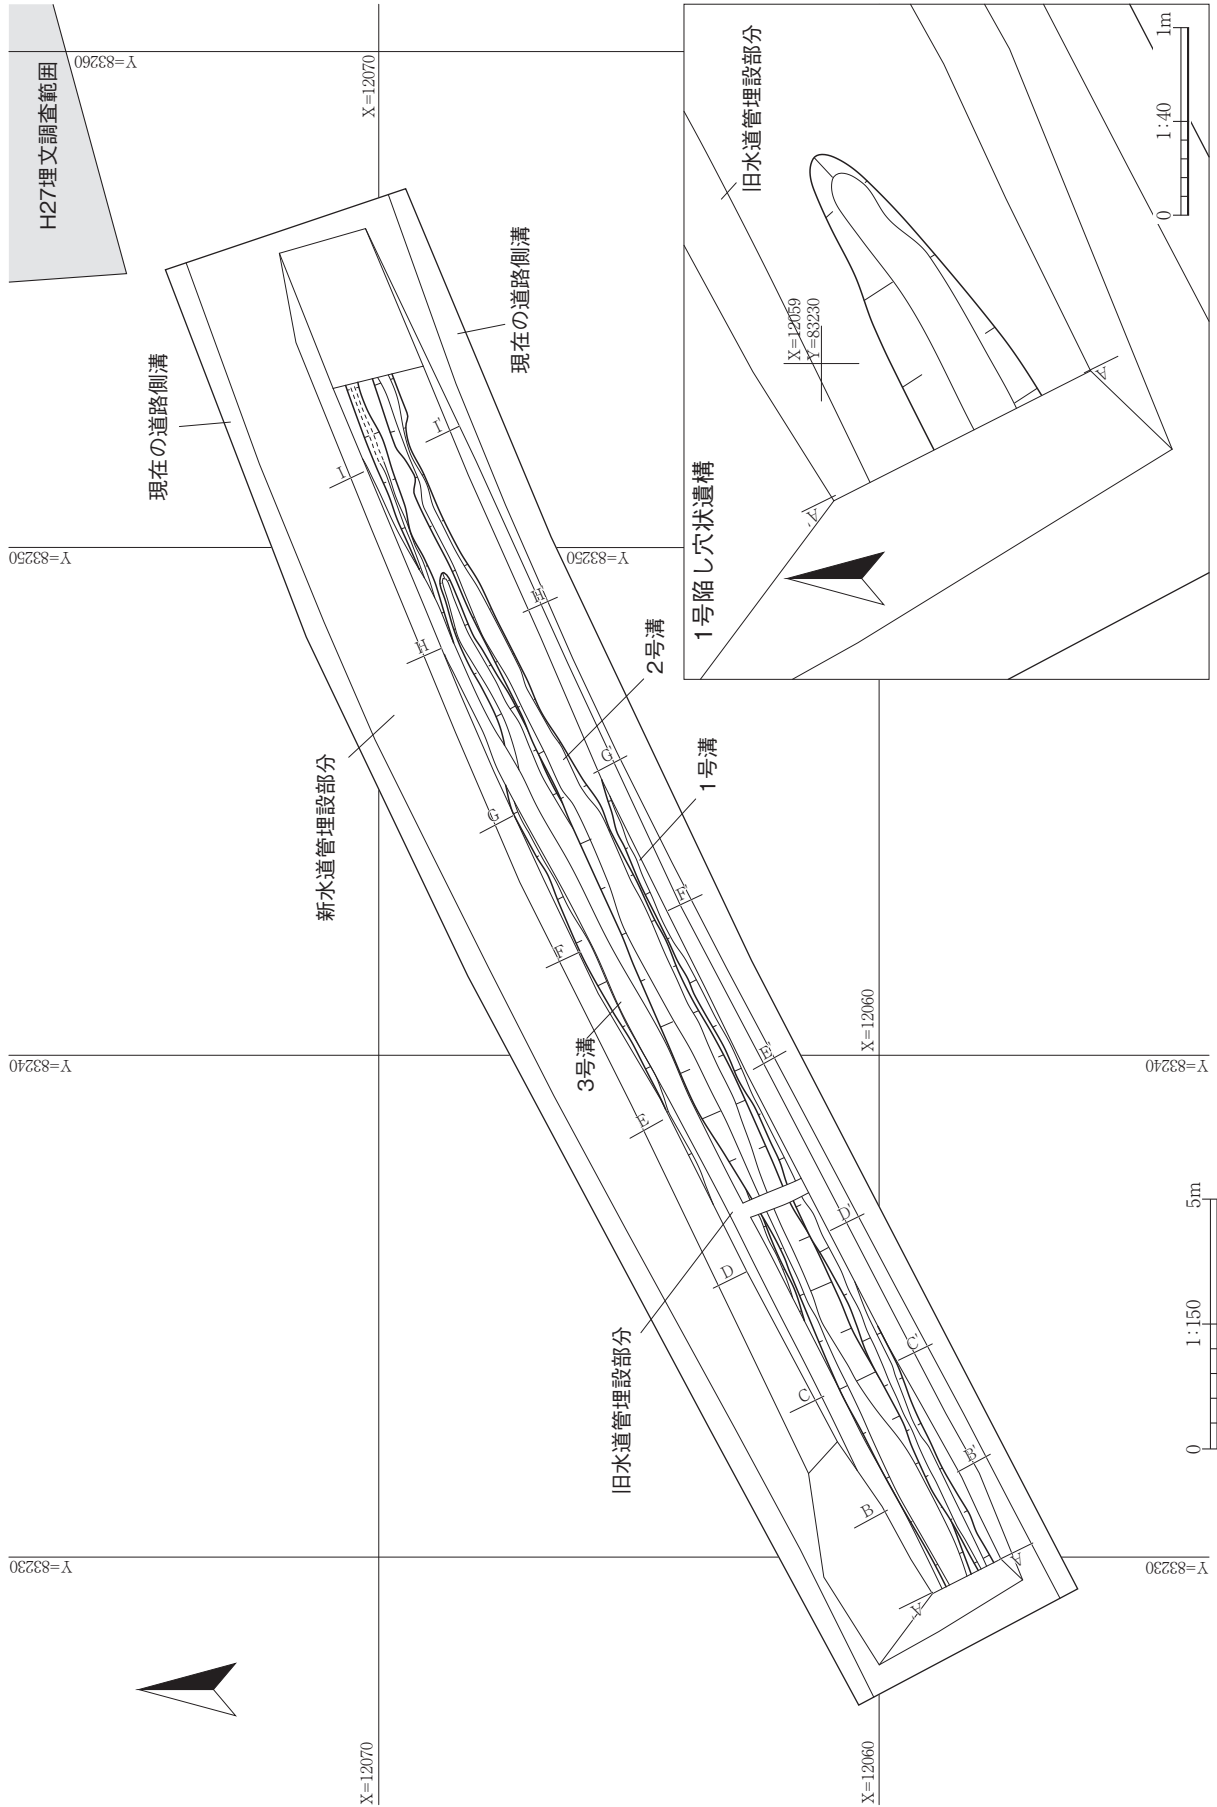 H27埋文調査範囲
Y=83260
X=12070
現在の道路側溝
現在の道路側溝
Y=83250
Y=83250
I
I'
H
H'
新水道管埋設部分
2号溝
1号溝
G
G'
F
F'
3号溝
Y=83240
Y=83240
X=12060
E
E'
D
D'
旧水道管埋設部分
C
C'
B
B'
Y=83230
Y=83230
A
A'
X=12070
X=12060
0
1:150
5m
1号陥し穴状遺構
旧水道管埋設部分
X=12059
Y=83230
A
A'
0
1:40
1m